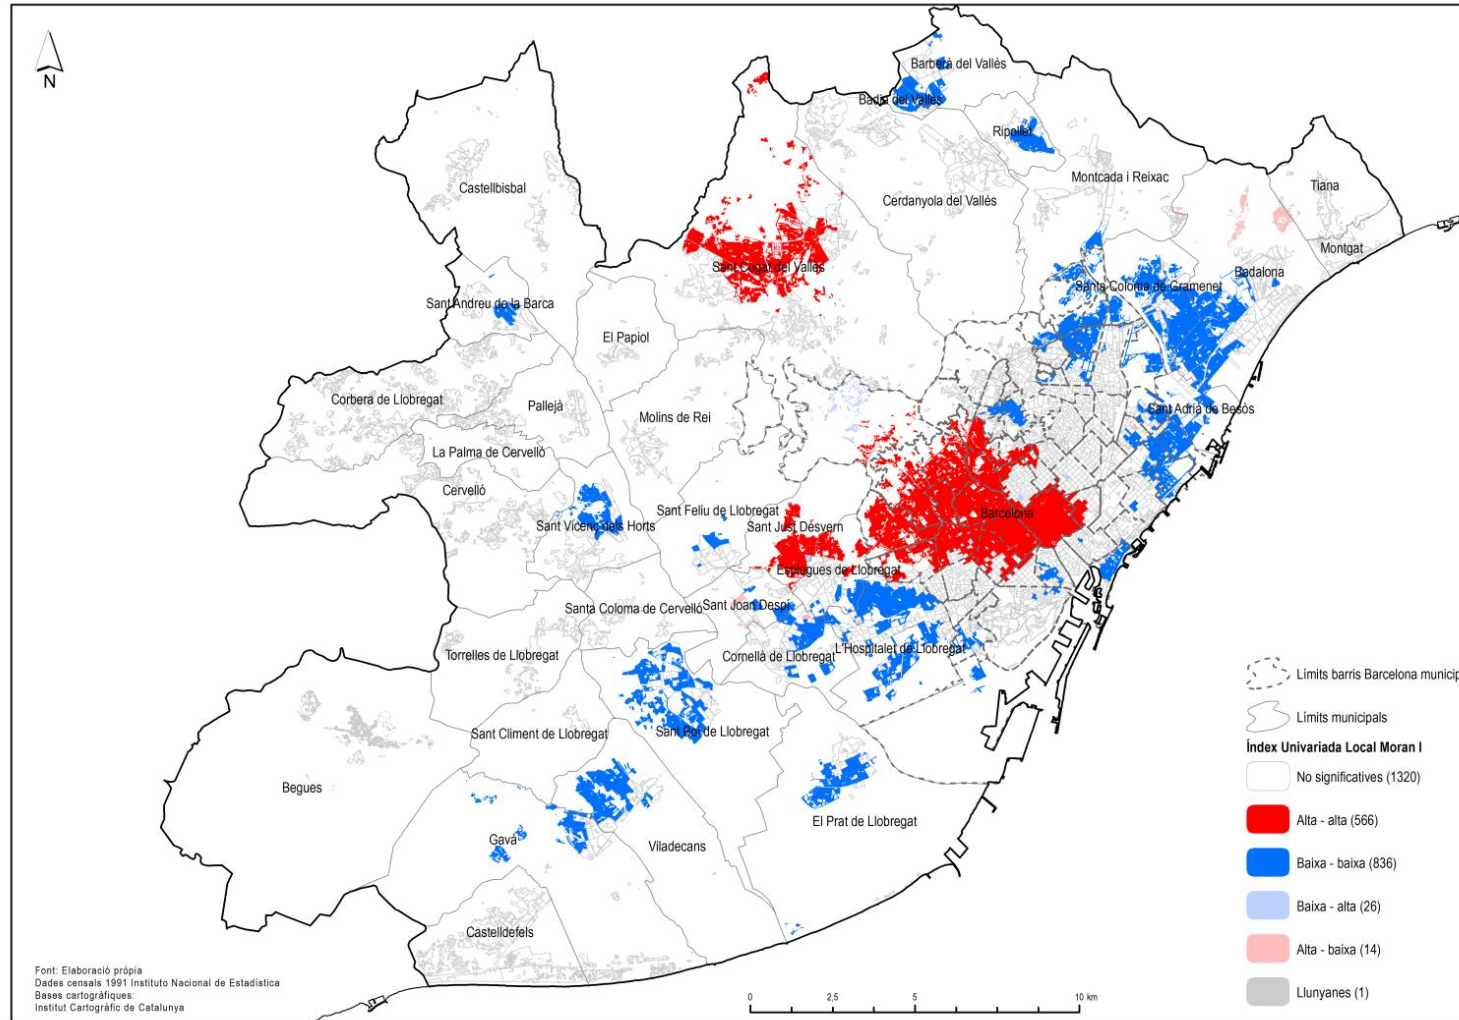 N
Barberà del Vallès
Badia del Vallès
Ripollet
Castellbisbal
Montcada i Reixac
Tiana
Cerdanyola del Vallès
Montgat
Sant Cugat del Vallès
Badalona
Santa Coloma de Gramenet
Sant Andreu de la Barca
El Papiol
Corbera de Llobregat
Pallejà
Molins de Rei
Sant Adrià de Besòs
La Palma de Cervelló
Cervelló
Sant Feliu de Llobregat
Barcelona
Sant Vicenç dels Horts
Sant Just Désvern
Esplugues de Llobregat
Santa Coloma de Cervelló
Sant Joan Despí
Torrelles de Llobregat
Cornellà de Llobregat
L'Hospitalet de Llobregat
Sant Climent de Llobregat
Sant Boi de Llobregat
Begues
El Prat de Llobregat
Gavà
Viladecans
Castelldefels
Límits barris Barcelona municip
Límits municipals
Índex Univariada Local Moran I
No significatives (1320)
Alta - alta (566)
Baixa - baixa (836)
Baixa - alta (26)
Alta - baixa (14)
Llunyanes (1)
Font: Elaboració pròpia
Dades censals 1991 Instituto Nacional de Estadística
Bases cartogràfiques:
Institut Cartogràfic de Catalunya
0 2,5 5 10 km